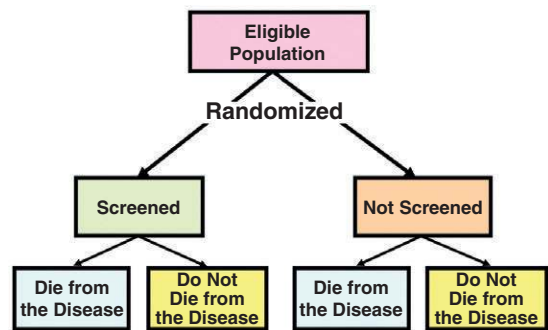 Eligible
Population
Randomized
Screened
Not Screened
Die from
the Disease
Do Not
Die from
the Disease
Die from
the Disease
Do Not
Die from
the Disease